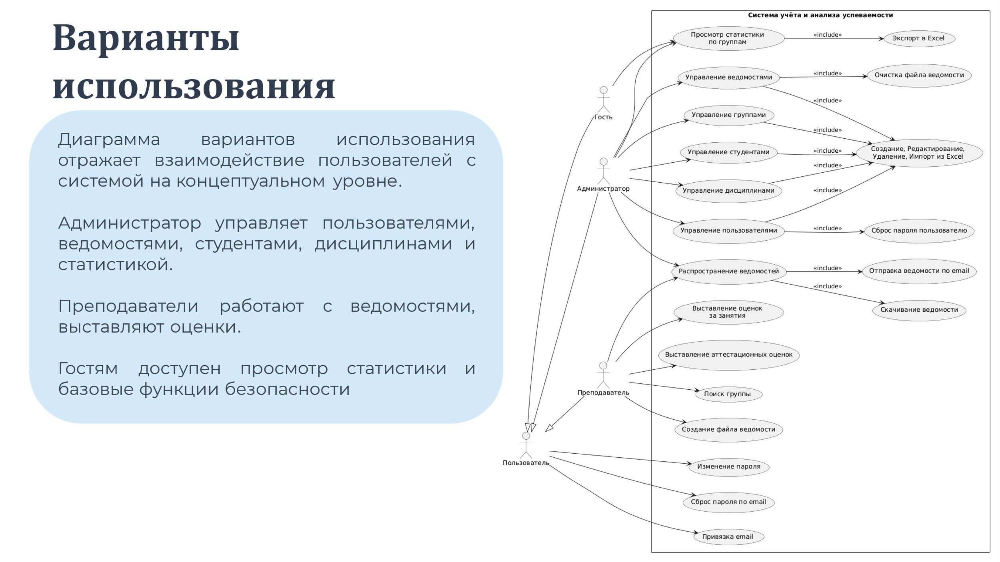 Варианты
использования
Диаграмма вариантов использования
отражает взаимодействие пользователей с
системой на концептуальном уровне.
Администратор управляет пользователями,
ведомостями, студентами, дисциплинами и
статистикой.
Преподаватели работают с ведомостями,
выставляют оценки.
Гостям доступен просмотр статистики и
базовые функции безопасности
Система учёта и анализа успеваемости
Просмотр статистики
по группам
«include»
Экспорт в Excel
Управление ведомостями
«include»
Очистка файла ведомости
«include»
Гость
Управление группами
«include»
Управление студентами
«include»
Создание, Редактирование,
Удаление, Импорт из Excel
«include»
Администратор
Управление дисциплинами
«include»
Управление пользователями
«include»
Сброс пароля пользователю
Распространение ведомостей
«include»
Отправка ведомости по email
«include»
Скачивание ведомости
Выставление оценок
за занятия
Выставление аттестационных оценок
Преподаватель
Поиск группы
Создание файла ведомости
Пользователь
Изменение пароля
Сброс пароля по email
Привязка email